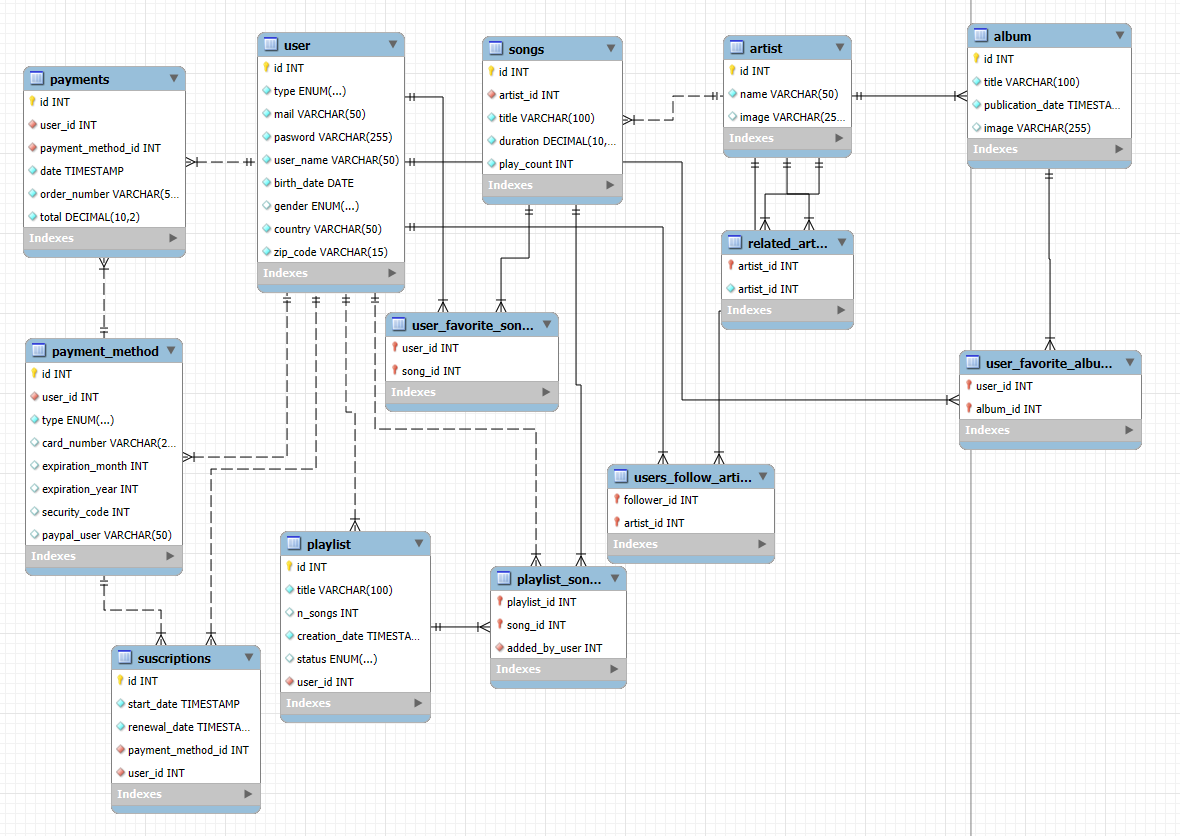 payments
id INT
user_id INT
payment_method_id INT
date TIMESTAMP
order_number VARCHAR(5...
total DECIMAL(10,2)
Indexes
user
id INT
type ENUM(...)
mail VARCHAR(50)
pasword VARCHAR(255)
user_name VARCHAR(50)
birth_date DATE
gender ENUM(...)
country VARCHAR(50)
zip_code VARCHAR(15)
Indexes
songs
id INT
artist_id INT
title VARCHAR(100)
duration DECIMAL(10,...
play_count INT
Indexes
artist
id INT
name VARCHAR(50)
image VARCHAR(25...
Indexes
album
id INT
title VARCHAR(100)
publication_date TIMESTA...
image VARCHAR(255)
Indexes
related_art...
artist_id INT
artist_id INT
Indexes
user_favorite_son...
user_id INT
song_id INT
Indexes
payment_method
id INT
user_id INT
type ENUM(...)
card_number VARCHAR(2...
expiration_month INT
expiration_year INT
security_code INT
paypal_user VARCHAR(50)
Indexes
user_favorite_albu...
user_id INT
album_id INT
Indexes
users_follow_arti...
follower_id INT
artist_id INT
Indexes
playlist
id INT
title VARCHAR(100)
n_songs INT
creation_date TIMESTA...
status ENUM(...)
user_id INT
Indexes
playlist_son...
playlist_id INT
song_id INT
added_by_user INT
Indexes
suscriptions
id INT
start_date TIMESTAMP
renewal_date TIMESTA...
payment_method_id INT
user_id INT
Indexes